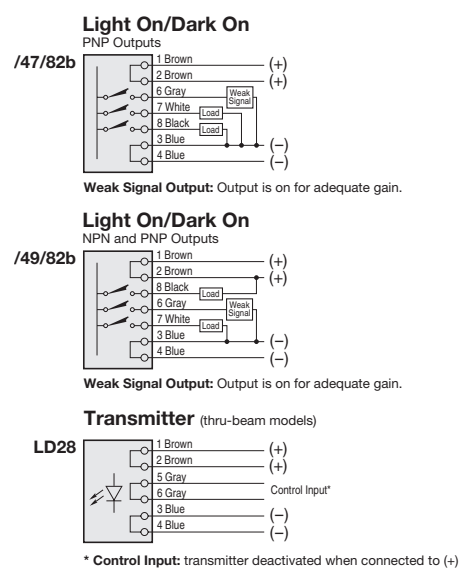 Light On/Dark On
PNP Outputs
/47/82b
1 Brown (+)
2 Brown (+)
6 Gray Weak Signal
7 White Load
8 Black Load
3 Blue (−)
4 Blue (−)
Weak Signal Output: Output is on for adequate gain.
Light On/Dark On
NPN and PNP Outputs
/49/82b
1 Brown (+)
2 Brown (+)
8 Black Load
6 Gray Weak Signal
7 White Load
3 Blue (−)
4 Blue (−)
Weak Signal Output: Output is on for adequate gain.
Transmitter (thru-beam models)
LD28
1 Brown (+)
2 Brown (+)
5 Gray
Control Input*
6 Gray
3 Blue (−)
4 Blue (−)
* Control Input: transmitter deactivated when connected to (+)